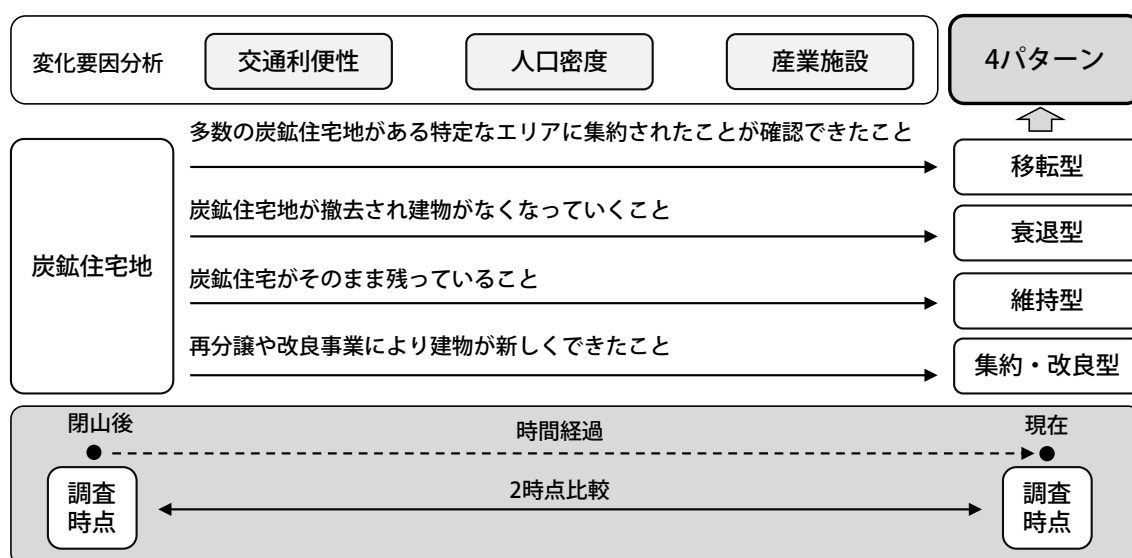 変化要因分析
交通利便性
人口密度
産業施設
4パターン
多数の炭鉱住宅地がある特定なエリアに集約されたことが確認できたこと
移転型
炭鉱住宅地が撤去され建物がなくなっていくこと
衰退型
炭鉱住宅地
炭鉱住宅がそのまま残っていること
維持型
再分譲や改良事業により建物が新しくできたこと
集約・改良型
閉山後
時間経過
現在
調査
時点
2時点比較
調査
時点